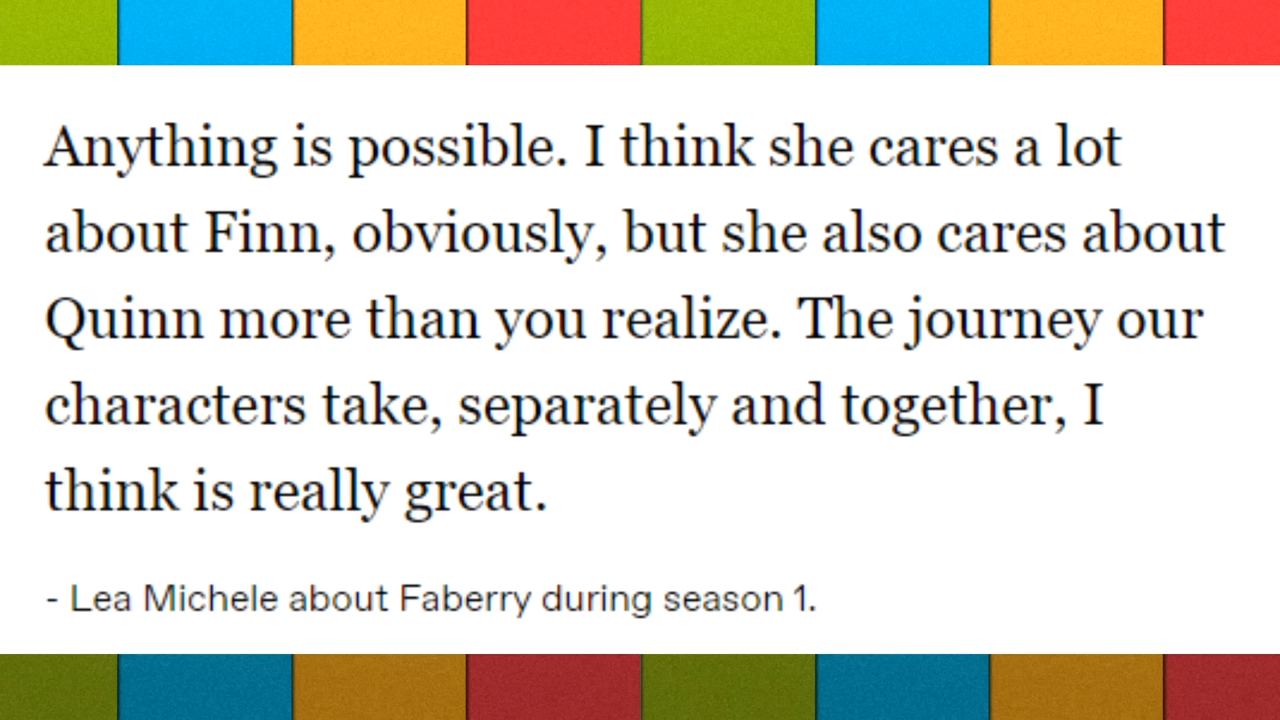 Anything is possible. I think she cares a lot
about Finn, obviously, but she also cares about
Quinn more than you realize. The journey our
characters take, separately and together, I
think is really great.
- Lea Michele about Faberry during season 1.